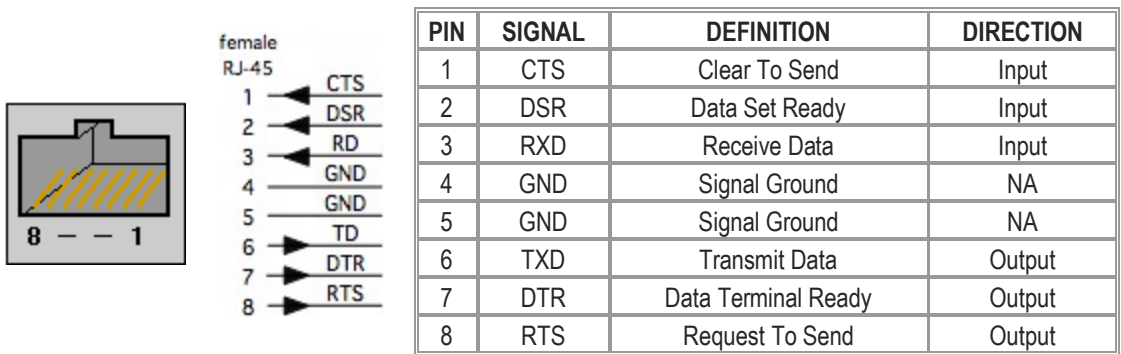 8 – – 1
female
RJ-45
1 CTS
2 DSR
3 RD
4 GND
5 GND
6 TD
7 DTR
8 RTS
PIN SIGNAL DEFINITION DIRECTION
1 CTS Clear To Send Input
2 DSR Data Set Ready Input
3 RXD Receive Data Input
4 GND Signal Ground NA
5 GND Signal Ground NA
6 TXD Transmit Data Output
7 DTR Data Terminal Ready Output
8 RTS Request To Send Output